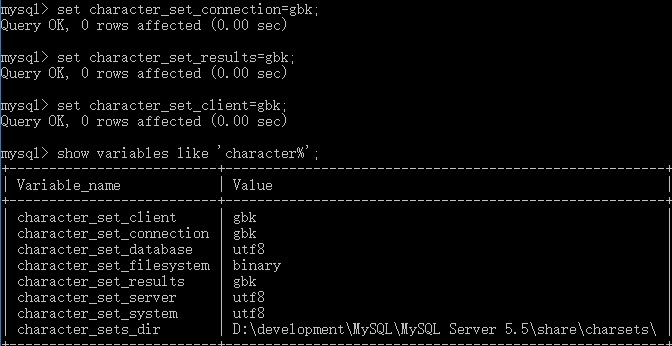 mysql> set character_set_connection=gbk;
Query OK, 0 rows affected (0.00 sec)
mysql> set character_set_results=gbk;
Query OK, 0 rows affected (0.00 sec)
mysql> set character_set_client=gbk;
Query OK, 0 rows affected (0.00 sec)
mysql> show variables like 'character%';
| Variable_name | Value
| character_set_client | gbk
| character_set_connection | gbk
| character_set_database | utf8
| character_set_filesystem | binary
| character_set_results | gbk
| character_set_server | utf8
| character_set_system | utf8
| character_sets_dir | D:\development\MySQL\MySQL Server 5.5\share\charsets\